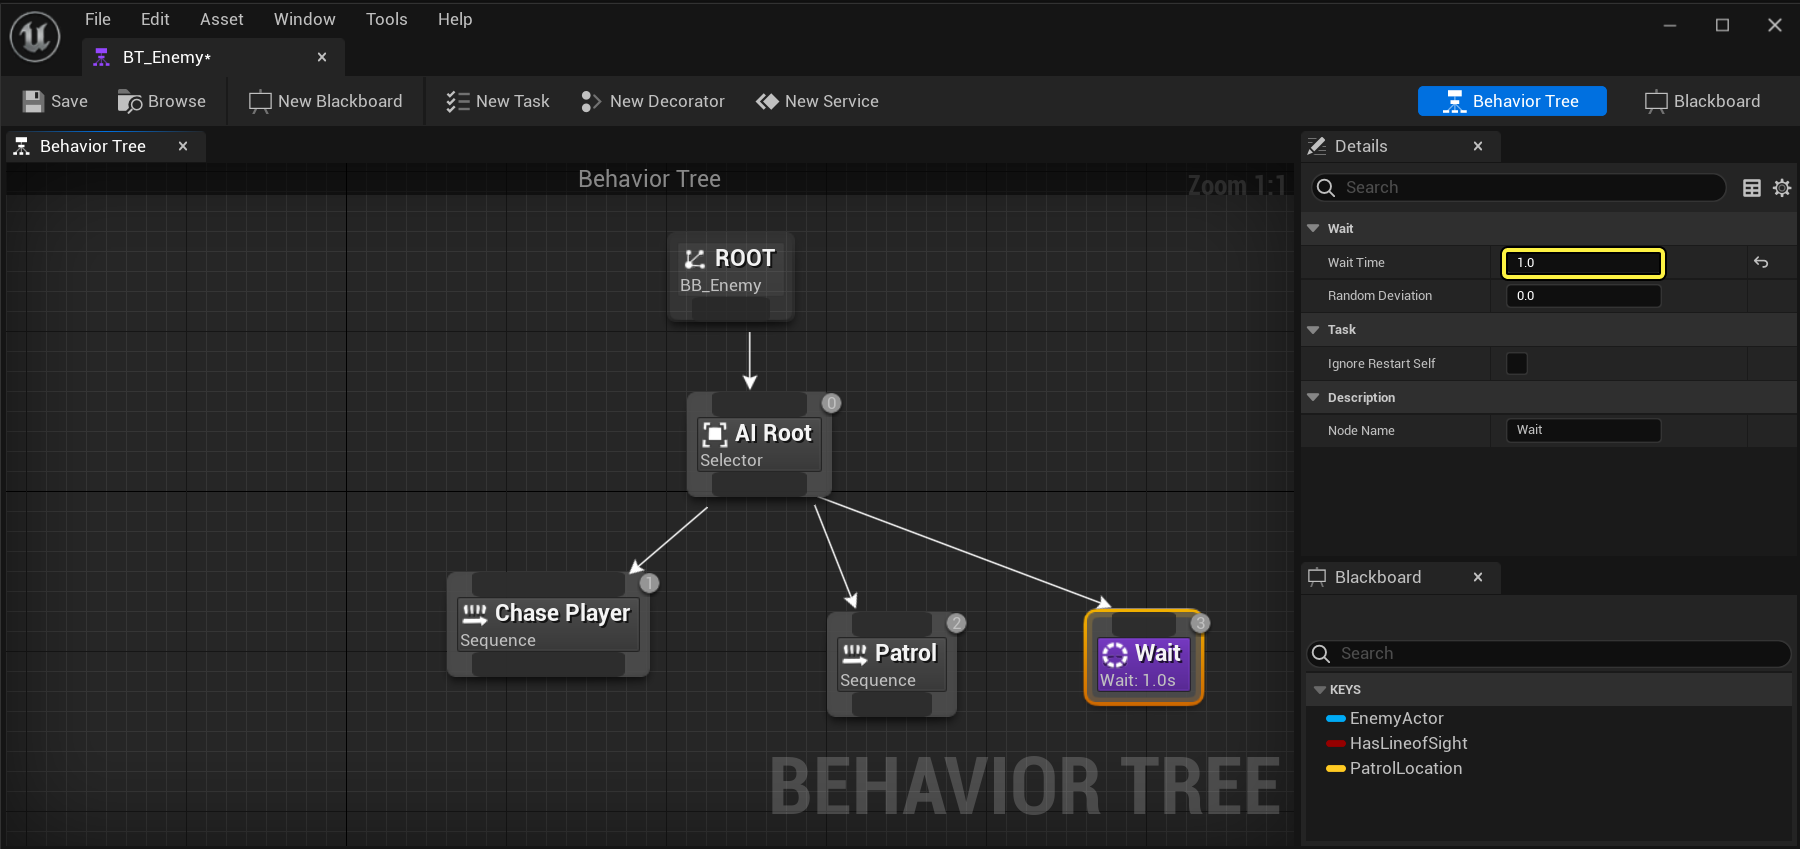 File Edit Asset Window Tools Help
BT_Enemy*
Save Browse New Blackboard New Task New Decorator New Service Behavior Tree Blackboard
Behavior Tree
Behavior Tree
Zoom 1:1
ROOT
BB_Enemy
0
AI Root
Selector
1
Chase Player
Sequence
2
Patrol
Sequence
3
Wait
Wait: 1.0s
BEHAVIOR TREE
Details
Search
Wait
Wait Time 1.0
Random Deviation 0.0
Task
Ignore Restart Self
Description
Node Name Wait
Blackboard
Search
KEYS
EnemyActor
HasLineofSight
PatrolLocation